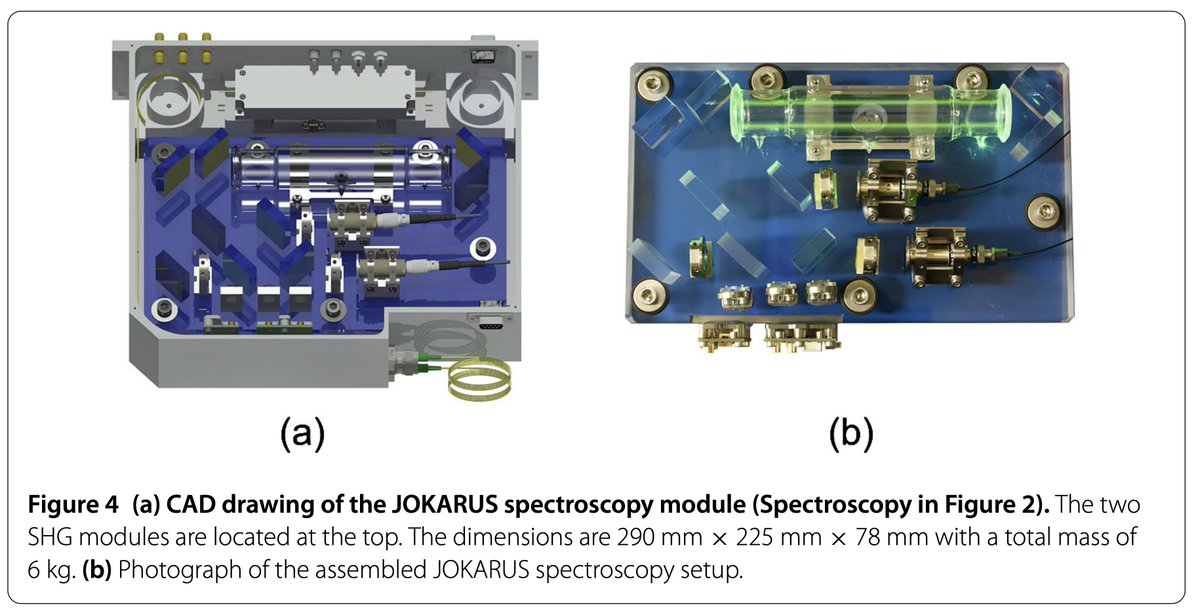 (a)
(b)
Figure 4 (a) CAD drawing of the JOKARUS spectroscopy module (Spectroscopy in Figure 2). The two
SHG modules are located at the top. The dimensions are 290 mm × 225 mm × 78 mm with a total mass of
6 kg. (b) Photograph of the assembled JOKARUS spectroscopy setup.